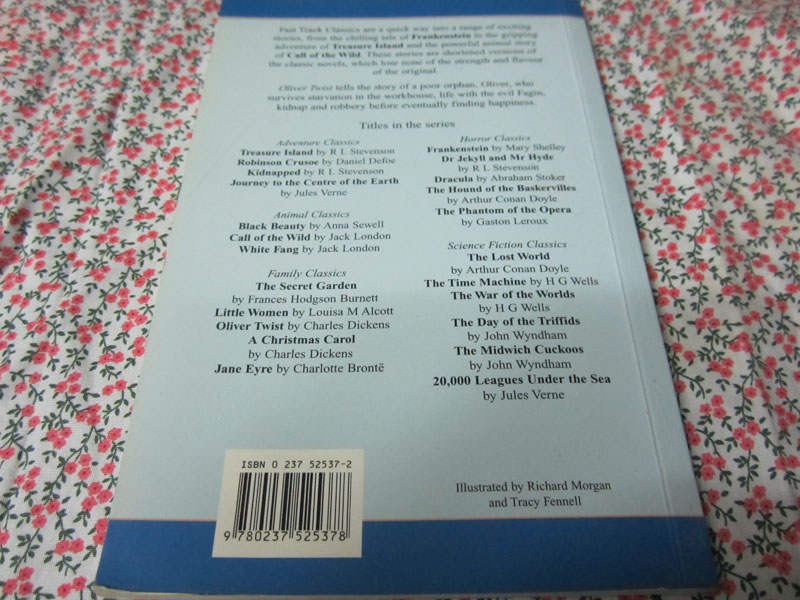 Fast Track Classics are a quick way into a range of exciting
stories, from the chilling tale of Frankenstein to the gripping
adventure of Treasure Island and the powerful animal story
of Call of the Wild. These stories are shortened versions of
the classic novels, which lose none of the strength and flavour
of the original.
Oliver Twist tells the story of a poor orphan. Oliver, who
survives starvation in the workhouse, life with the evil Fagin,
kidnap and robbery before eventually finding happiness.
Titles in the series
Adventure Classics
Treasure Island by R L Stevenson
Robinson Crusoe by Daniel Defoe
Kidnapped by R L Stevenson
Journey to the Centre of the Earth
by Jules Verne
Animal Classics
Black Beauty by Anna Sewell
Call of the Wild by Jack London
White Fang by Jack London
Family Classics
The Secret Garden
by Frances Hodgson Burnett
Little Women by Louisa M Alcott
Oliver Twist by Charles Dickens
A Christmas Carol
by Charles Dickens
Jane Eyre by Charlotte Brontë
Horror Classics
Frankenstein by Mary Shelley
Dr Jekyll and Mr Hyde
by R L Stevenson
Dracula by Abraham Stoker
The Hound of the Baskervilles
by Arthur Conan Doyle
The Phantom of the Opera
by Gaston Leroux
Science Fiction Classics
The Lost World
by Arthur Conan Doyle
The Time Machine by H G Wells
The War of the Worlds
by H G Wells
The Day of the Triffids
by John Wyndham
The Midwich Cuckoos
by John Wyndham
20,000 Leagues Under the Sea
by Jules Verne
ISBN 0 237 52537-2
9 780237 525378
Illustrated by Richard Morgan
and Tracy Fennell